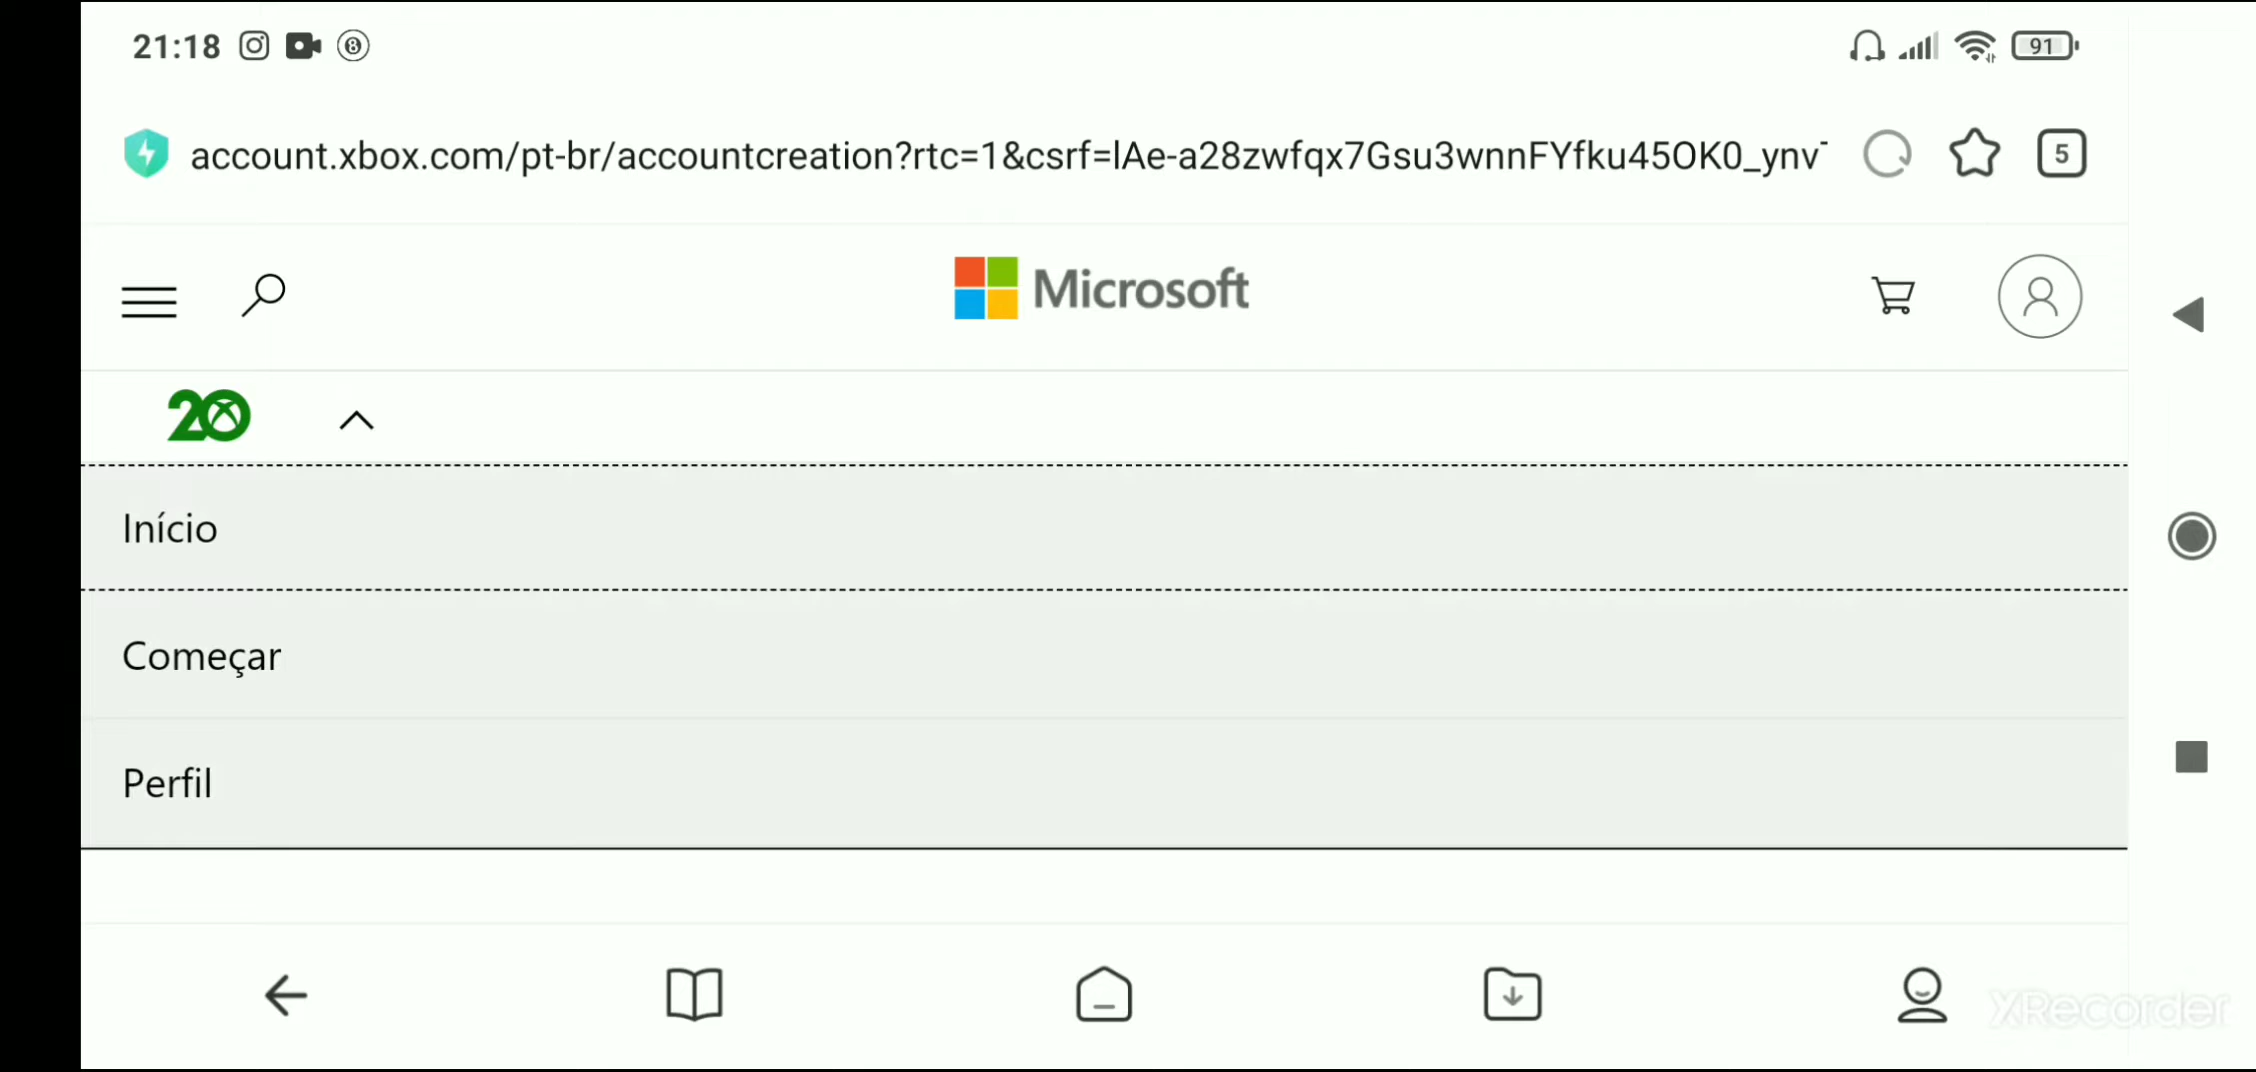 21:18
91
account.xbox.com/pt-br/accountcreation?rtc=1&csrf=lAe-a28zwfqx7Gsu3wnnFYfku45OK0_ynv
5
Microsoft
20
Início
Começar
Perfil
XRecorder